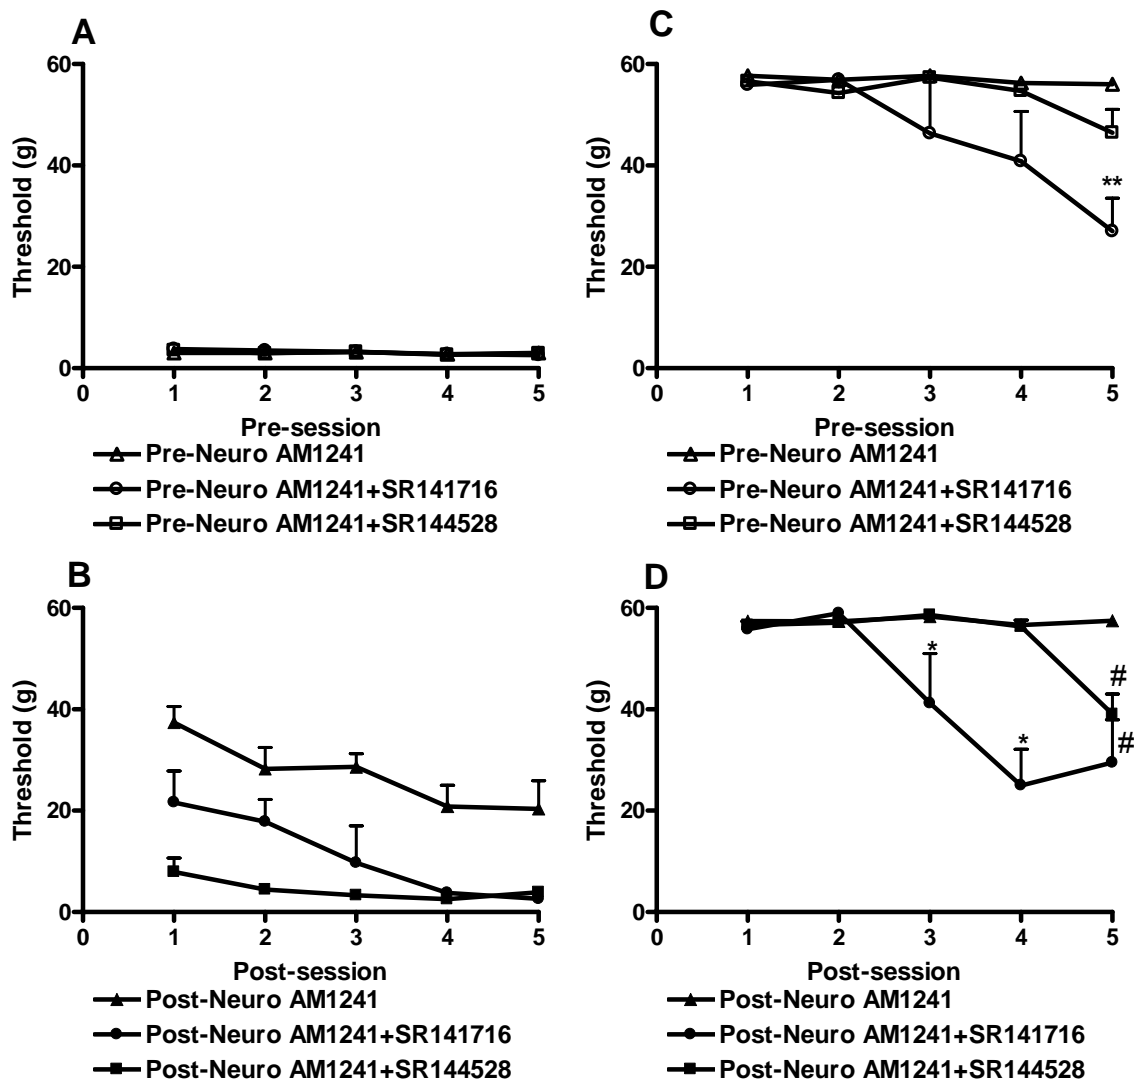 A
60
40
20
0
Threshold (g)
0 1 2 3 4 5
Pre-session
Pre-Neuro AM1241
Pre-Neuro AM1241+SR141716
Pre-Neuro AM1241+SR144528
C
60
40
20
0
Threshold (g)
**
0 1 2 3 4 5
Pre-session
Pre-Neuro AM1241
Pre-Neuro AM1241+SR141716
Pre-Neuro AM1241+SR144528
B
60
40
20
0
Threshold (g)
0 1 2 3 4 5
Post-session
Post-Neuro AM1241
Post-Neuro AM1241+SR141716
Post-Neuro AM1241+SR144528
D
60
40
20
0
Threshold (g)
*
*
#
#
0 1 2 3 4 5
Post-session
Post-Neuro AM1241
Post-Neuro AM1241+SR141716
Post-Neuro AM1241+SR144528